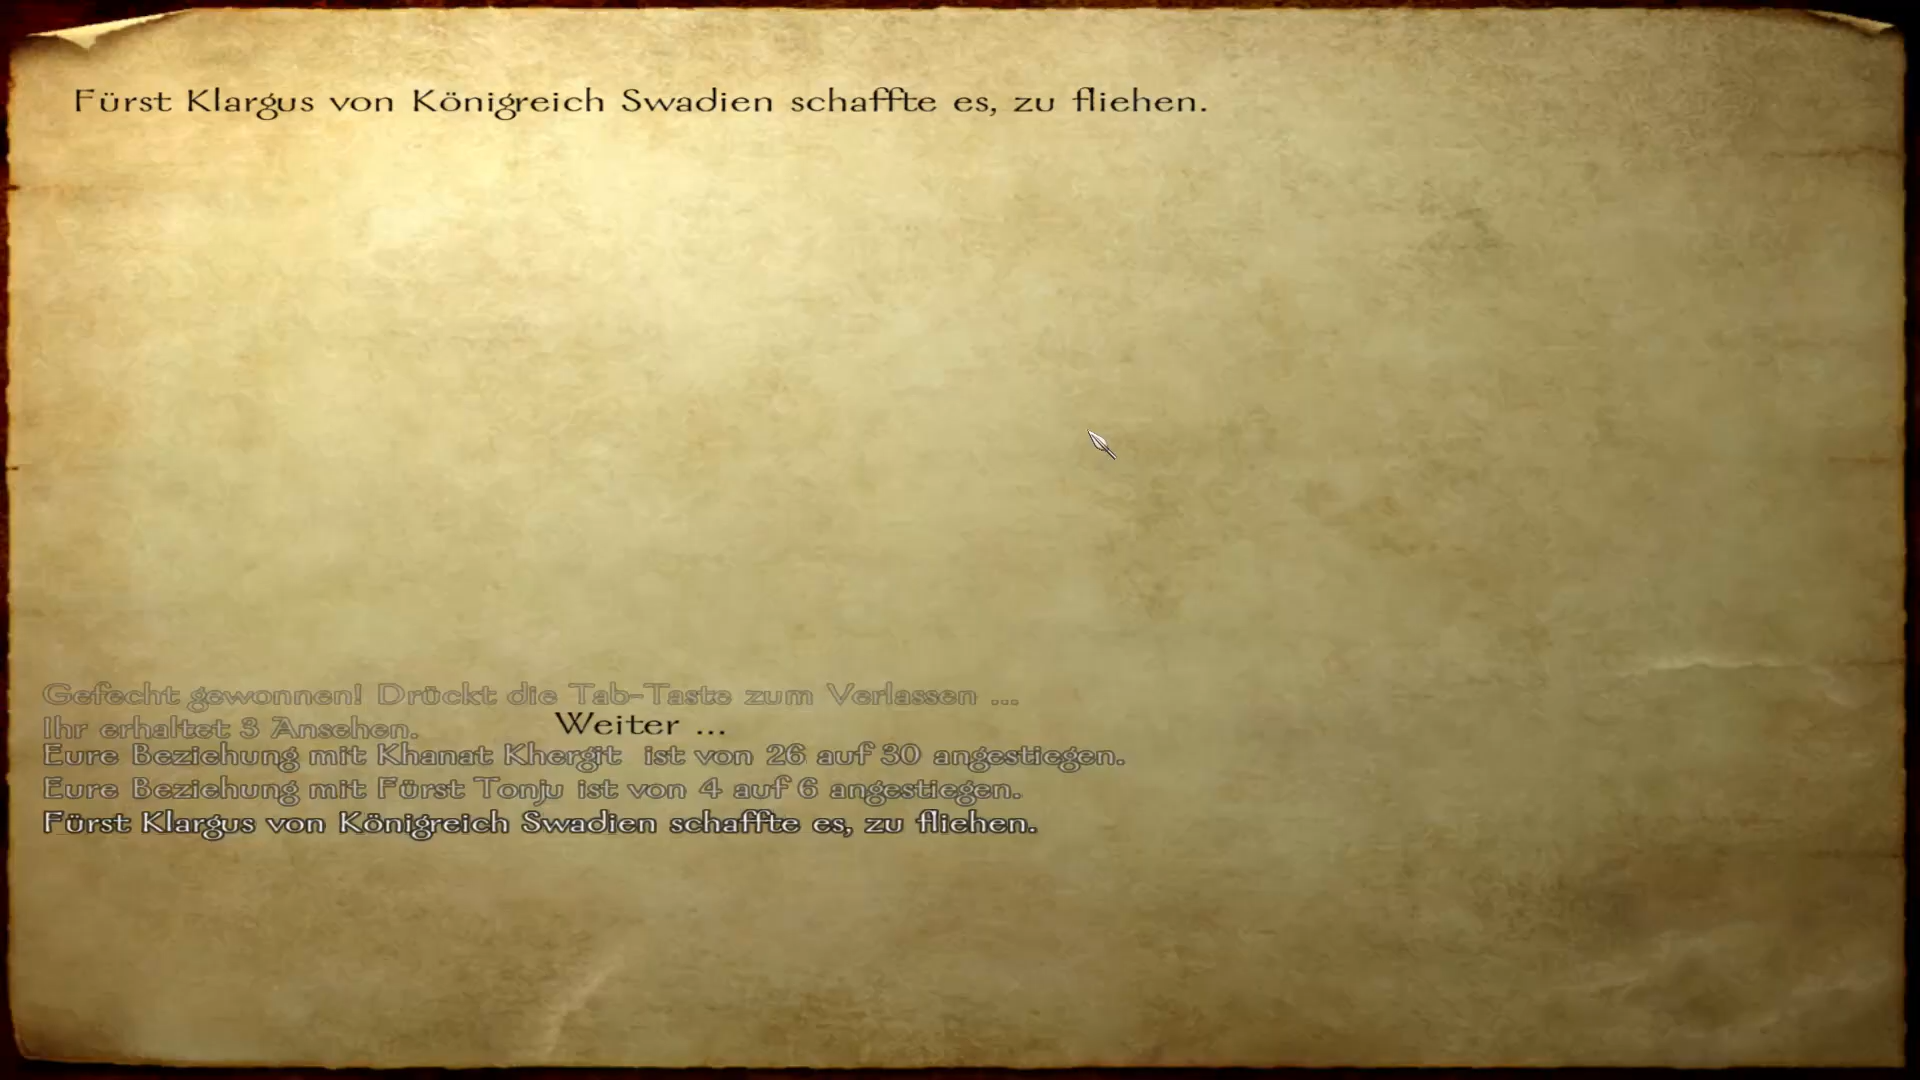 Fürst Klargus von Königreich Swadien schaffte es, zu fliehen.
Gefecht gewonnen! Drückt die Tab-Taste zum Verlassen ...
Ihr erhaltet 3 Ansehen.
Weiter ...
Eure Beziehung mit Khanat Khergit ist von 26 auf 30 angestiegen.
Eure Beziehung mit Fürst Tonju ist von 4 auf 6 angestiegen.
Fürst Klargus von Königreich Swadien schaffte es, zu fliehen.